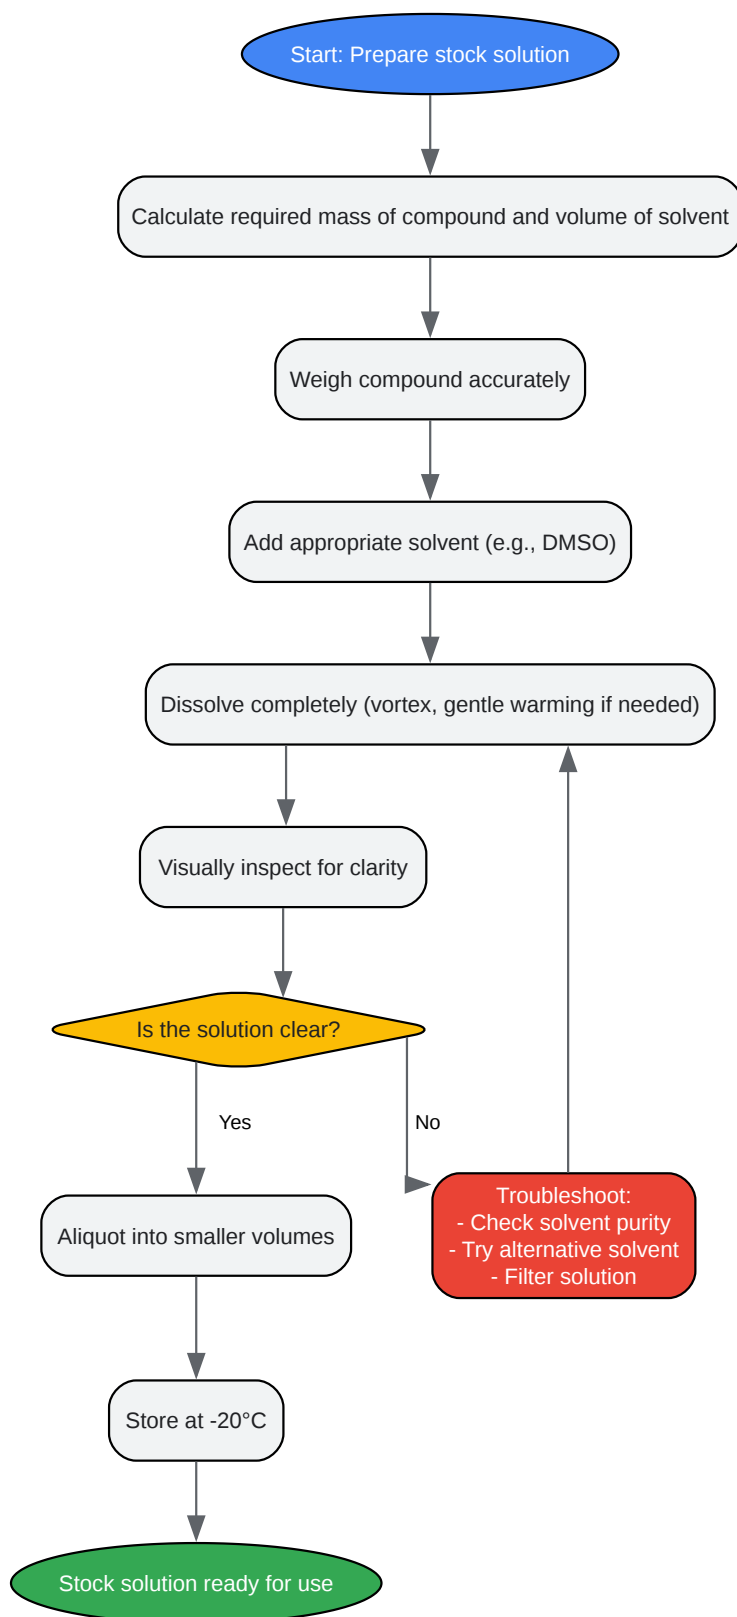 Start: Prepare stock solution
Calculate required mass of compound and volume of solvent
Weigh compound accurately
Add appropriate solvent (e.g., DMSO)
Dissolve completely (vortex, gentle warming if needed)
Visually inspect for clarity
Is the solution clear?
Yes
No
Aliquot into smaller volumes
Troubleshoot:
- Check solvent purity
- Try alternative solvent
- Filter solution
Store at -20°C
Stock solution ready for use